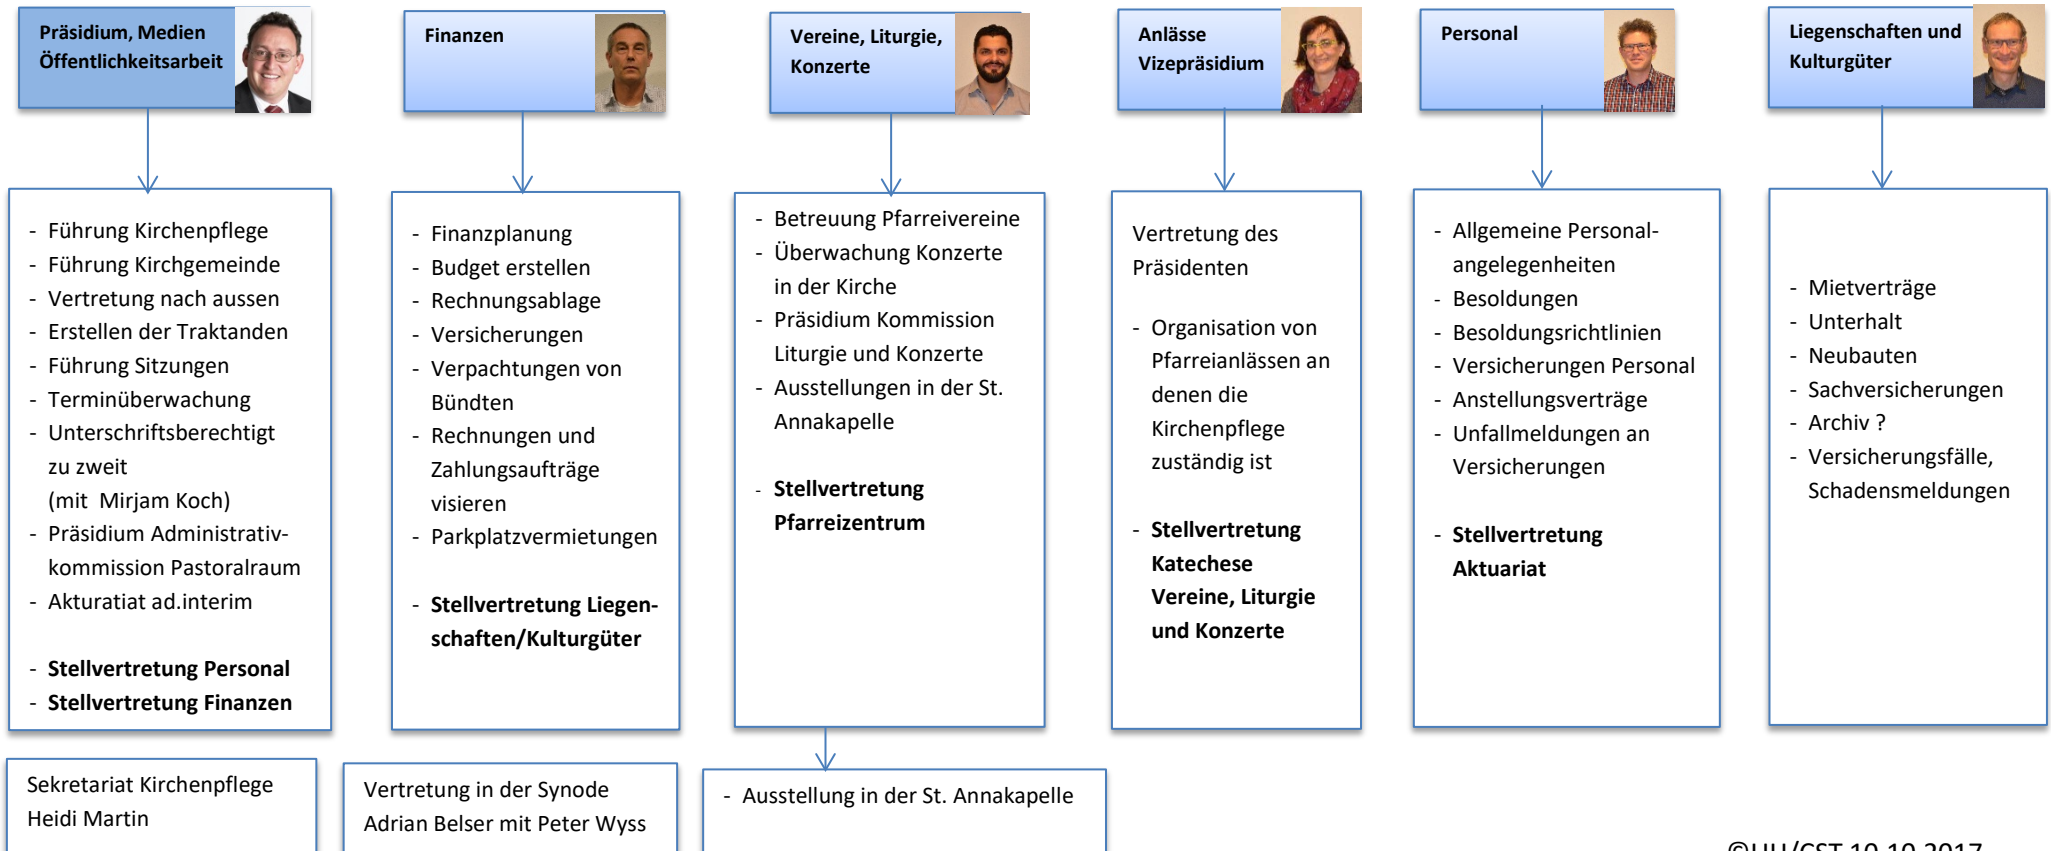 Präsidium, Medien
Öffentlichkeitsarbeit
Finanzen
Vereine, Liturgie,
Konzerte
Anlässe
Vizepräsidium
Personal
Liegenschaften und
Kulturgüter
- Führung Kirchenpflege
- Führung Kirchgemeinde
- Vertretung nach aussen
- Erstellen der Traktanden
- Führung Sitzungen
- Terminüberwachung
- Unterschriftsberechtigt
zu zweit
(mit Mirjam Koch)
- Präsidium Administrativ-
kommission Pastoralraum
- Akturatiat ad.interim
- Stellvertretung Personal
- Stellvertretung Finanzen
- Finanzplanung
- Budget erstellen
- Rechnungsablage
- Versicherungen
- Verpachtungen von
Bündten
- Rechnungen und
Zahlungsaufträge
visieren
- Parkplatzvermietungen
- Stellvertretung Liegen-
schaften/Kulturgüter
- Betreuung Pfarreivereine
- Überwachung Konzerte
in der Kirche
- Präsidium Kommission
Liturgie und Konzerte
- Ausstellungen in der St.
Annakapelle
- Stellvertretung
Pfarreizentrum
Vertretung des
Präsidenten
- Organisation von
Pfarreianlässen an
denen die
Kirchenpflege
zuständig ist
- Stellvertretung
Katechese
Vereine, Liturgie
und Konzerte
- Allgemeine Personal-
angelegenheiten
- Besoldungen
- Besoldungsrichtlinien
- Versicherungen Personal
- Anstellungsverträge
- Unfallmeldungen an
Versicherungen
- Stellvertretung
Aktuariat
- Mietverträge
- Unterhalt
- Neubauten
- Sachversicherungen
- Archiv ?
- Versicherungsfälle,
Schadensmeldungen
Sekretariat Kirchenpflege
Heidi Martin
Vertretung in der Synode
Adrian Belser mit Peter Wyss
- Ausstellung in der St. Annakapelle
©HH/CST 10.10.2017